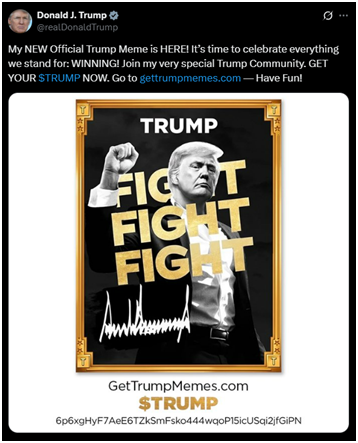 Donald J. Trump
@realDonaldTrump
My NEW Official Trump Meme is HERE! It’s time to celebrate everything
we stand for: WINNING! Join my very special Trump Community. GET
YOUR $TRUMP NOW. Go to gettrumpmemes.com — Have Fun!
TRUMP
FIGHT
FIGHT
FIGHT
GetTrumpMemes.com
$TRUMP
6p6xgHyF7AeE6TZkSmFsko444wqoP15icUSqi2jfGiPN